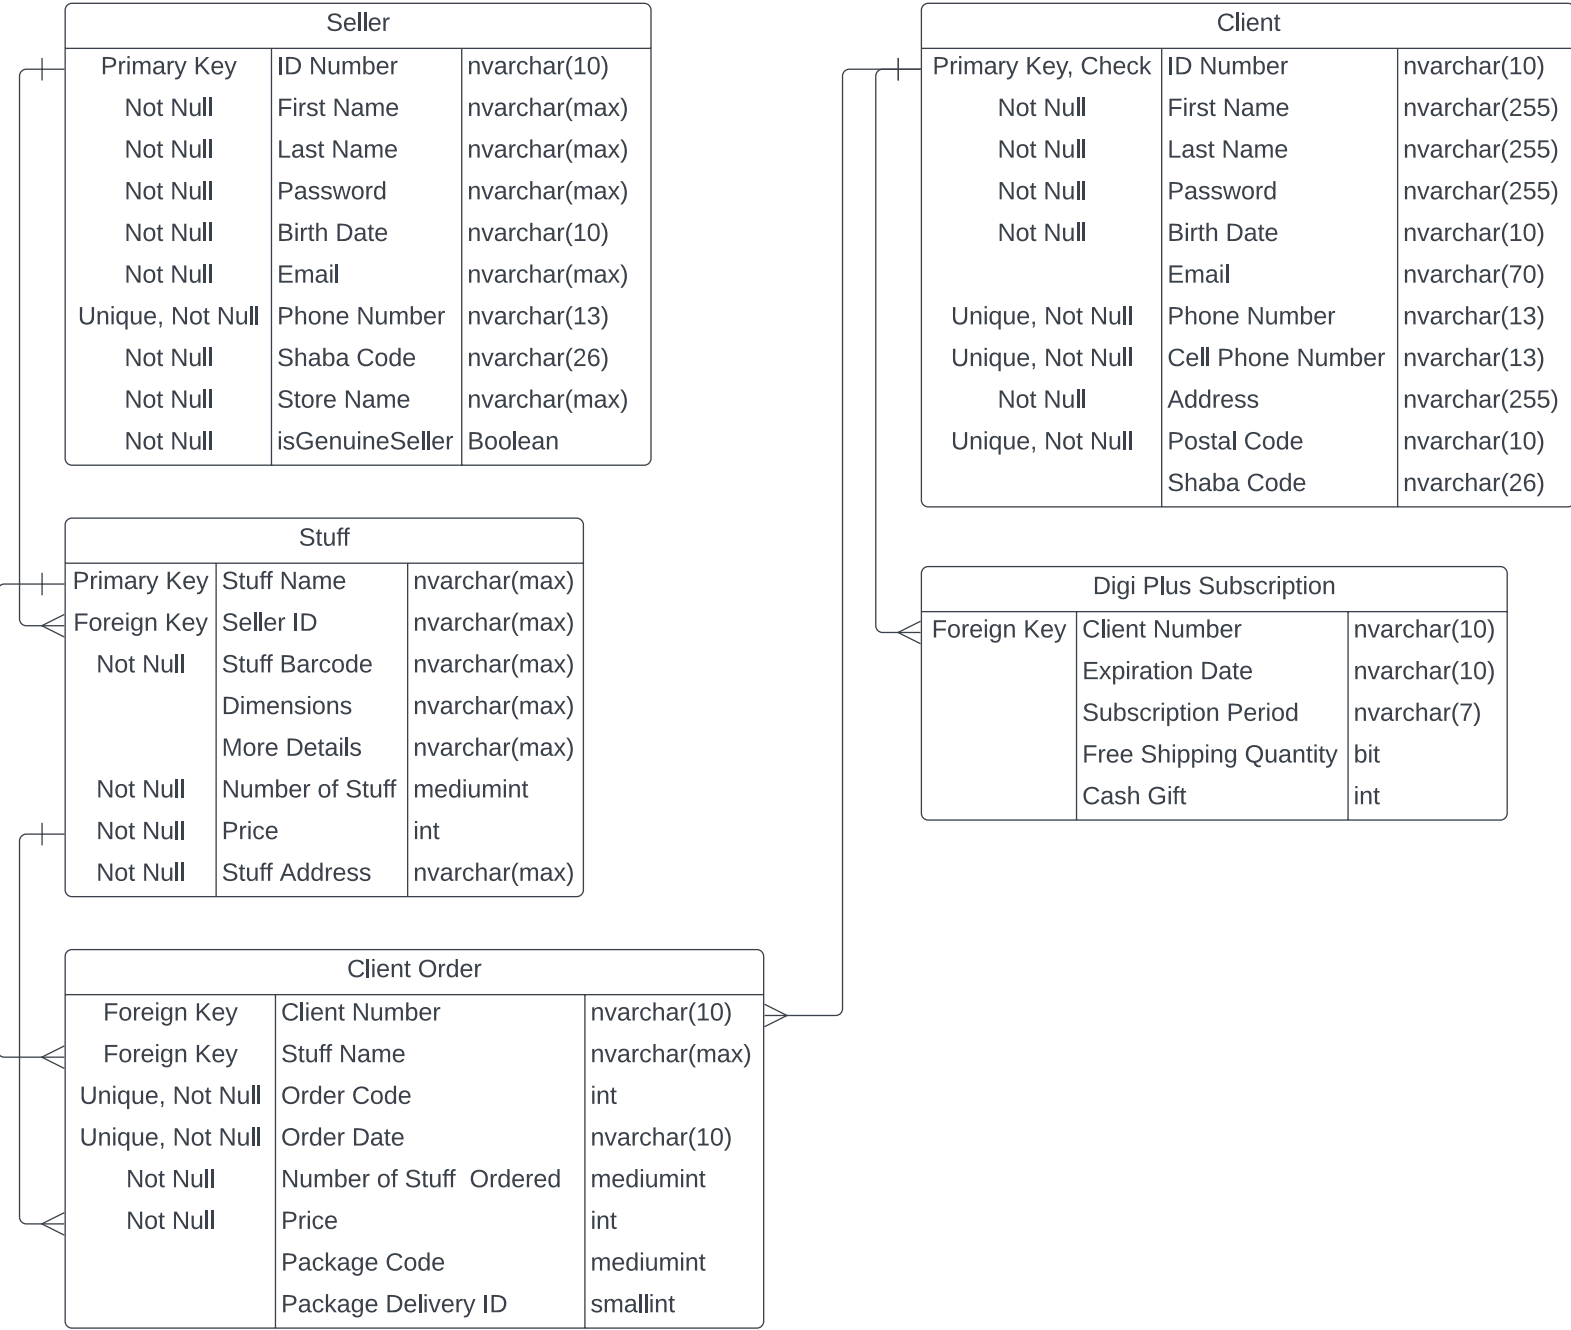 Seller
Primary Key ID Number nvarchar(10)
Not Null First Name nvarchar(max)
Not Null Last Name nvarchar(max)
Not Null Password nvarchar(max)
Not Null Birth Date nvarchar(10)
Not Null Email nvarchar(max)
Unique, Not Null Phone Number nvarchar(13)
Not Null Shaba Code nvarchar(26)
Not Null Store Name nvarchar(max)
Not Null isGenuineSeller Boolean
Stuff
Primary Key Stuff Name nvarchar(max)
Foreign Key Seller ID nvarchar(max)
Not Null Stuff Barcode nvarchar(max)
Dimensions nvarchar(max)
More Details nvarchar(max)
Not Null Number of Stuff mediumint
Not Null Price int
Not Null Stuff Address nvarchar(max)
Client Order
Foreign Key Client Number nvarchar(10)
Foreign Key Stuff Name nvarchar(max)
Unique, Not Null Order Code int
Unique, Not Null Order Date nvarchar(10)
Not Null Number of Stuff Ordered mediumint
Not Null Price int
Package Code mediumint
Package Delivery ID smallint
Client
Primary Key, Check ID Number nvarchar(10)
Not Null First Name nvarchar(255)
Not Null Last Name nvarchar(255)
Not Null Password nvarchar(255)
Not Null Birth Date nvarchar(10)
Email nvarchar(70)
Unique, Not Null Phone Number nvarchar(13)
Unique, Not Null Cell Phone Number nvarchar(13)
Not Null Address nvarchar(255)
Unique, Not Null Postal Code nvarchar(10)
Shaba Code nvarchar(26)
Digi Plus Subscription
Foreign Key Client Number nvarchar(10)
Expiration Date nvarchar(10)
Subscription Period nvarchar(7)
Free Shipping Quantity bit
Cash Gift int